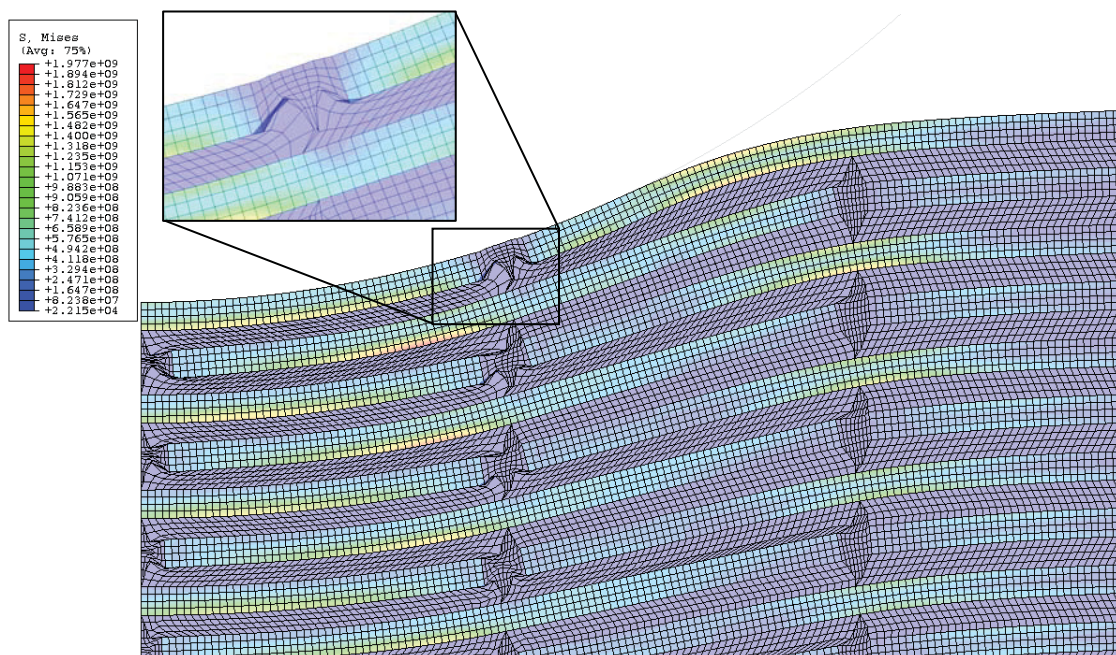 S, Mises
(Avg: 75%)
+1.977e+09
+1.894e+09
+1.812e+09
+1.729e+09
+1.647e+09
+1.565e+09
+1.482e+09
+1.400e+09
+1.318e+09
+1.235e+09
+1.153e+09
+1.071e+09
+9.883e+08
+9.059e+08
+8.236e+08
+7.412e+08
+6.589e+08
+5.765e+08
+4.942e+08
+4.118e+08
+3.294e+08
+2.471e+08
+1.647e+08
+8.238e+07
+2.215e+04